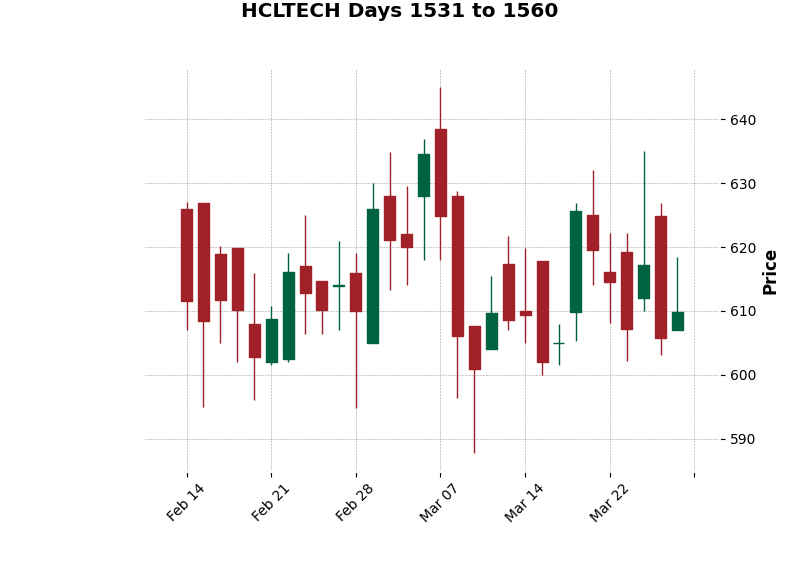 HCLTECH Days 1531 to 1560
640
630
620
610
600
590
Price
Feb 14
Feb 21
Feb 28
Mar 07
Mar 14
Mar 22